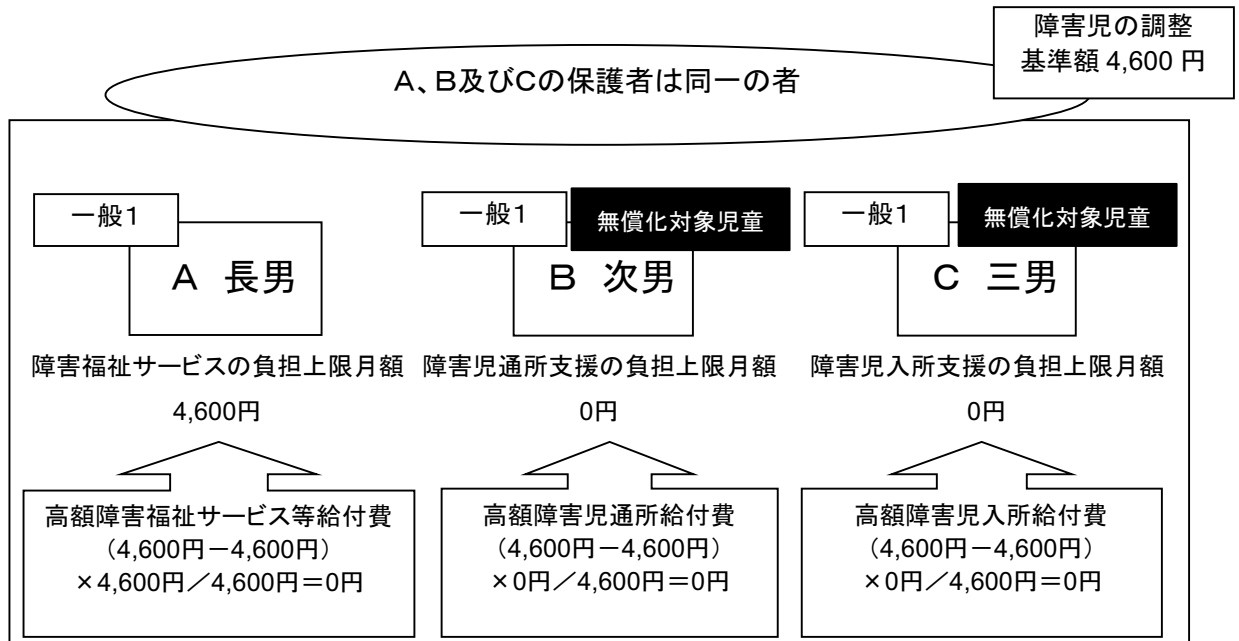 障害児の調整
基準額 4,600 円
A、B及びCの保護者は同一の者
一般1
A 長男
障害福祉サービスの負担上限月額
4,600円
高額障害福祉サービス等給付費
(4,600円-4,600円)
×4,600円/4,600円=0円
一般1
無償化対象児童
B 次男
障害児通所支援の負担上限月額
0円
高額障害児通所給付費
(4,600円-4,600円)
×0円/4,600円=0円
一般1
無償化対象児童
C 三男
障害児入所支援の負担上限月額
0円
高額障害児入所給付費
(4,600円-4,600円)
×0円/4,600円=0円